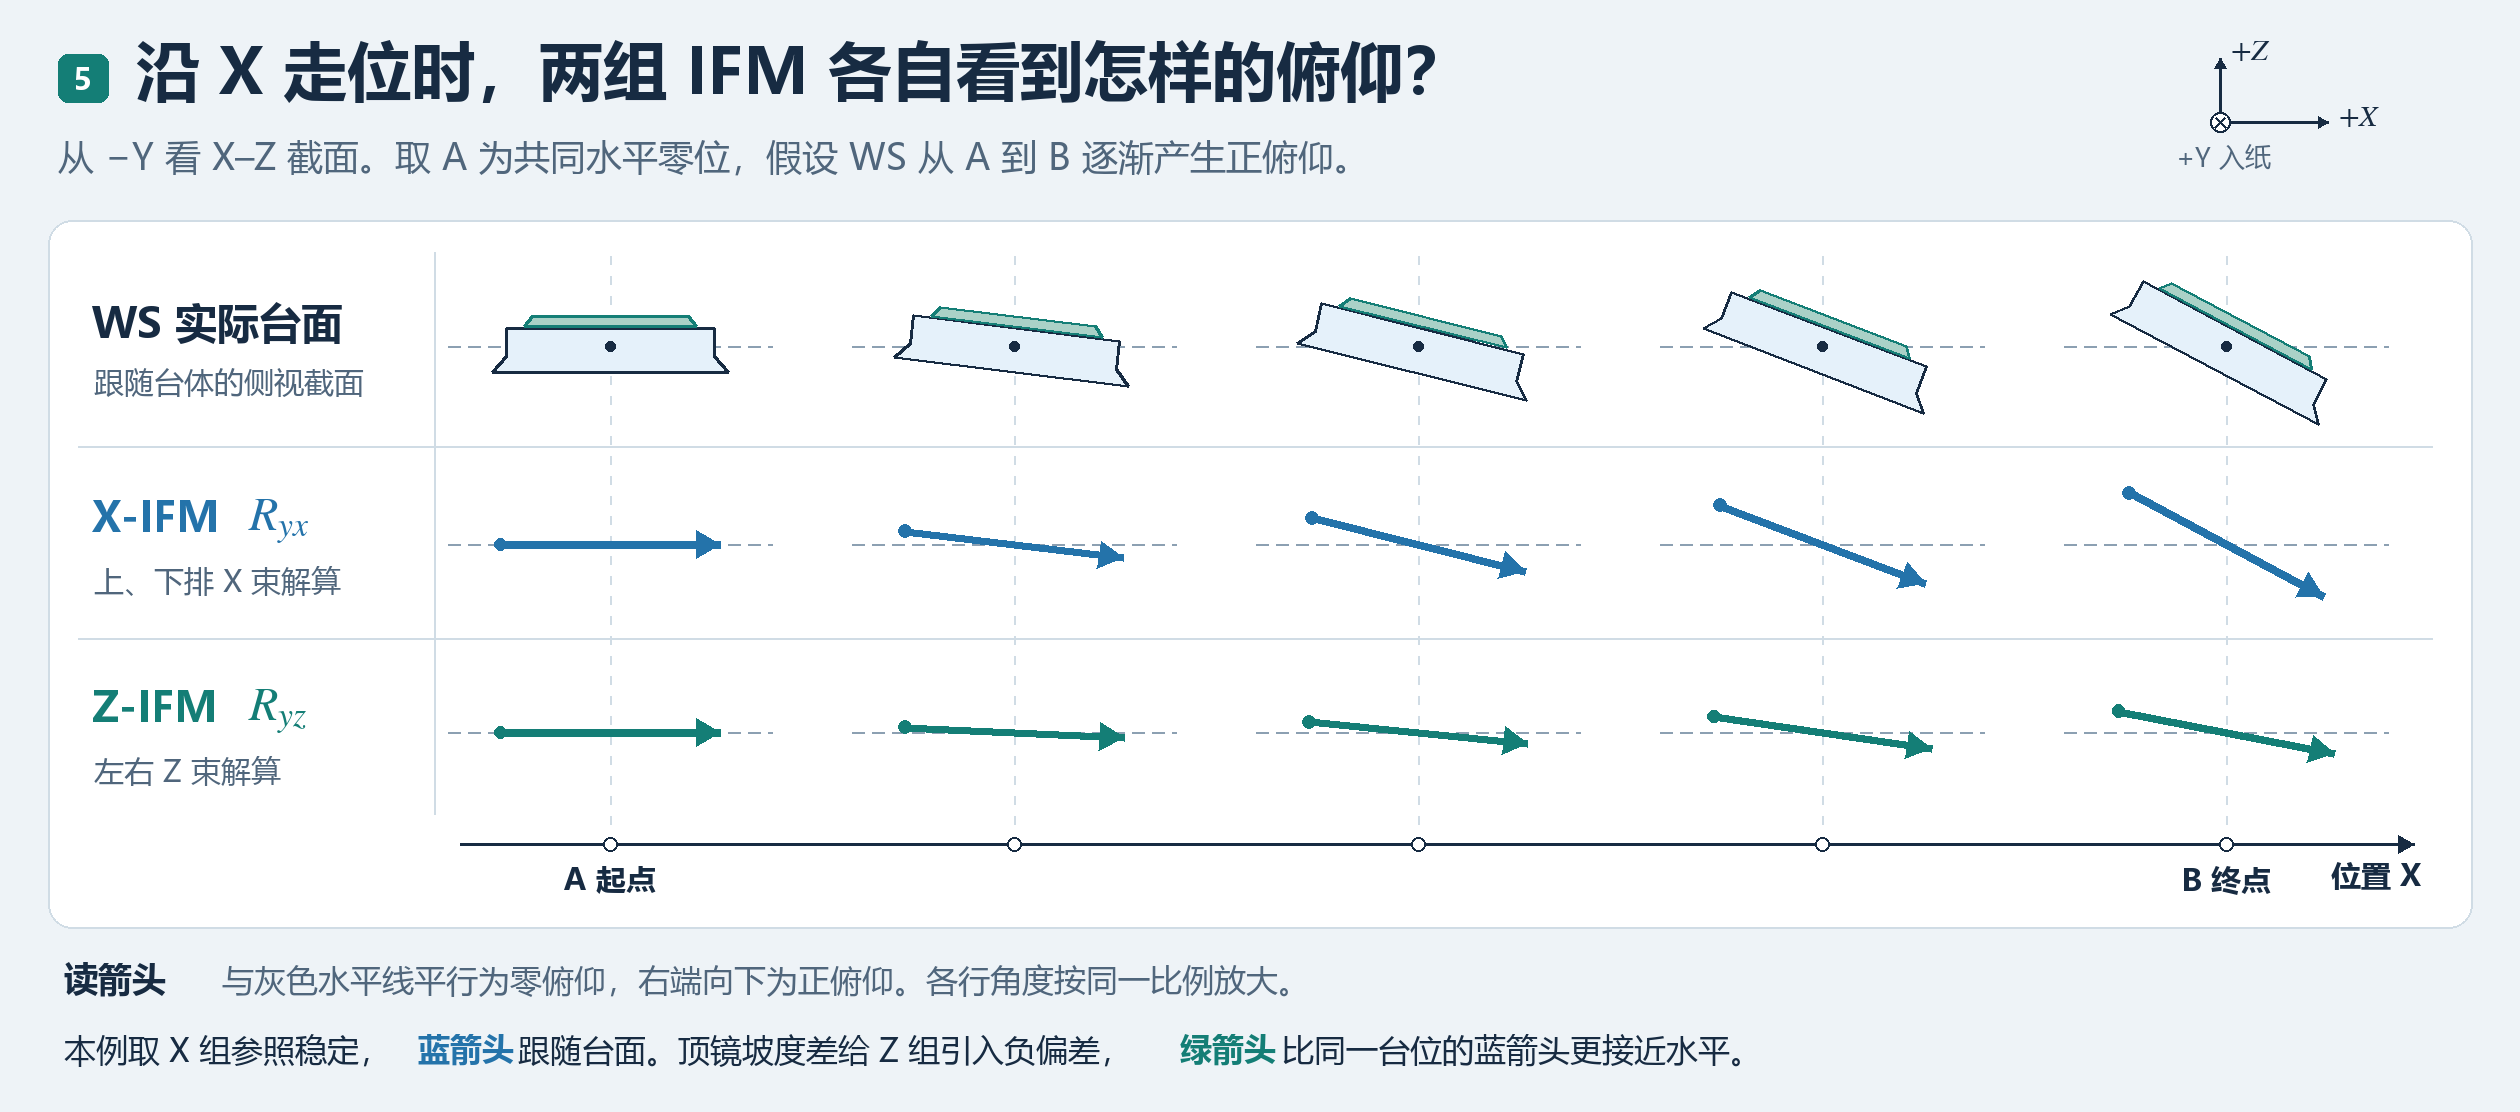 5 沿 X 走位时，两组 IFM 各自看到怎样的俯仰？
从 −Y 看 X–Z 截面。取 A 为共同水平零位，假设 WS 从 A 到 B 逐渐产生正俯仰。
+Z
+X
+Y 入纸
WS 实际台面
跟随台体的侧视截面
X-IFM Ryx
上、下排 X 束解算
Z-IFM Ryz
左右 Z 束解算
A 起点
B 终点
位置 X
读箭头 与灰色水平线平行为零俯仰，右端向下为正俯仰。各行角度按同一比例放大。
本例取 X 组参照稳定， 蓝箭头跟随台面。顶镜坡度差给 Z 组引入负偏差， 绿箭头比同一台位的蓝箭头更接近水平。